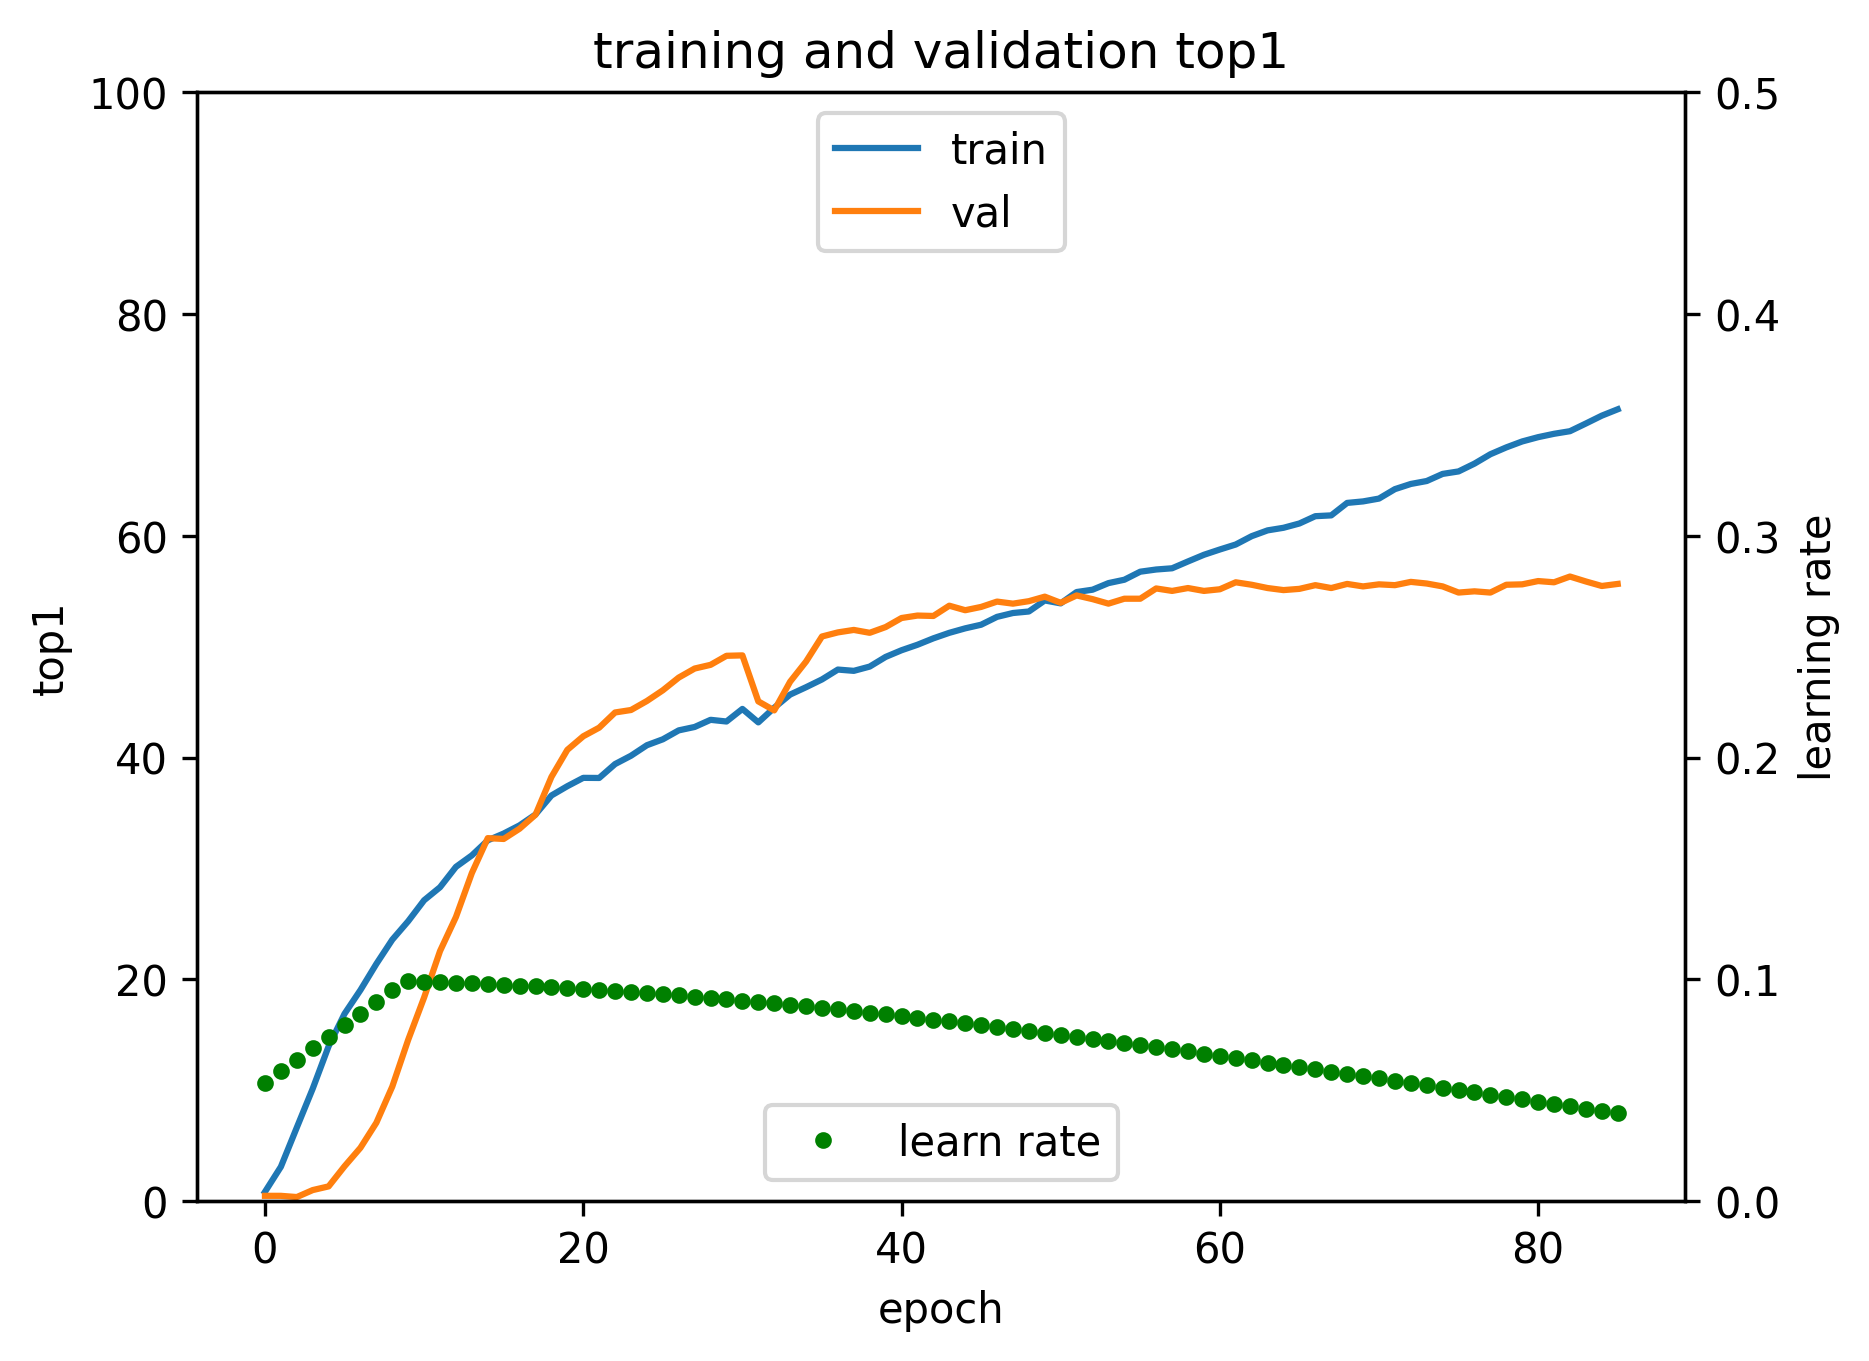 training and validation top1
train
val
learn rate
100
80
60
40
20
0
top1
0.5
0.4
0.3
0.2
0.1
0.0
learning rate
0 20 40 60 80
epoch